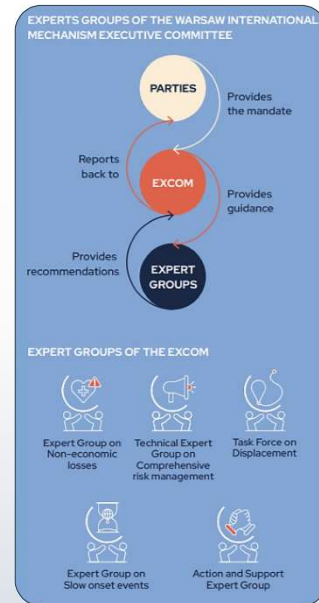 EXPERTS GROUPS OF THE WARSAW INTERNATIONAL
MECHANISM EXECUTIVE COMMITTEE
PARTIES
Provides
the mandate
Reports
back to
EXCOM
Provides
guidance
Provides
recommendations
EXPERT
GROUPS
EXPERT GROUPS OF THE EXCOM
Expert Group on
Non-economic
losses
Technical Expert
Group on
Comprehensive
risk management
Task Force on
Displacement
Expert Group on
Slow onset events
Action and Support
Expert Group